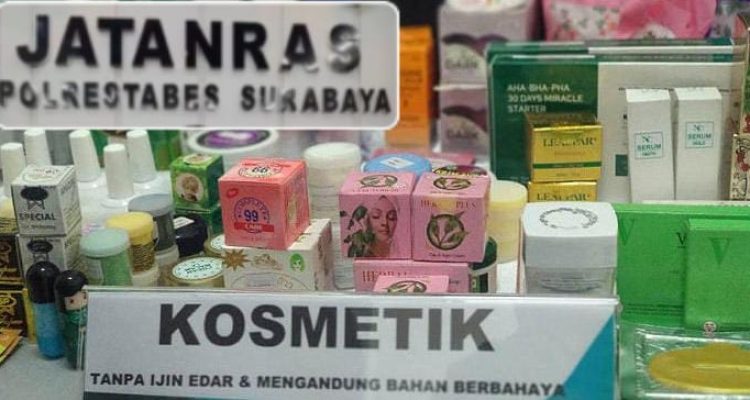 JATANRAS
POLRESTABES SURABAYA
AHA-BHA-PHA
30 DAYS MIRACLE
STARTER
SERUM
SERUM
SPECIAL
99
KOSMETIK
TANPA IJIN EDAR & MENGANDUNG BAHAN BERBAHAYA